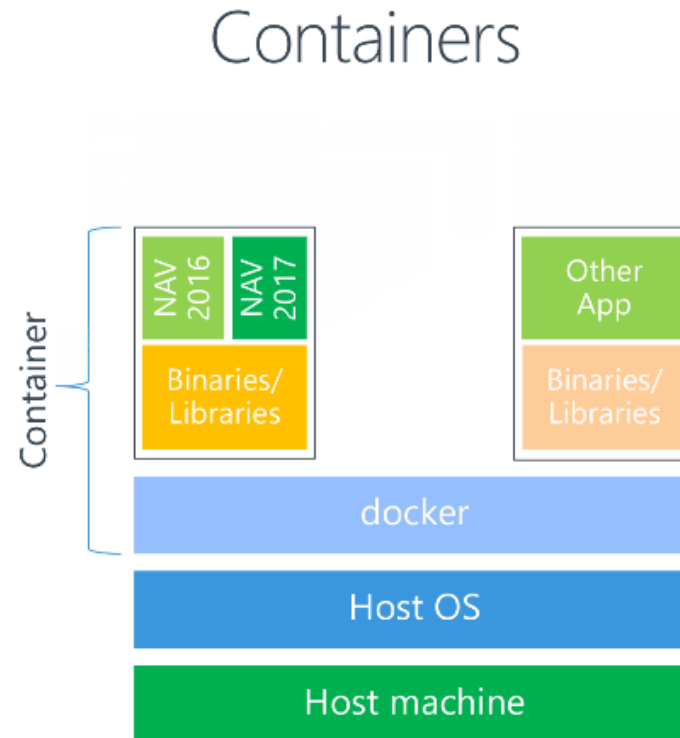 Containers
Container
NAV
2016
NAV
2017
Binaries/
Libraries
Other
App
Binaries/
Libraries
docker
Host OS
Host machine